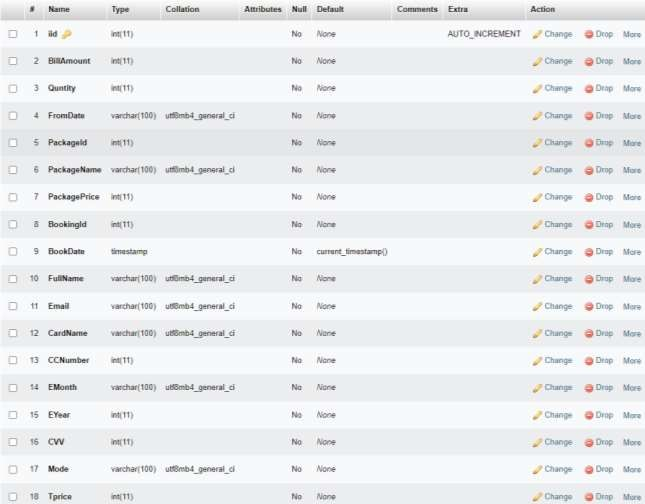 # Name Type Collation Attributes Null Default Comments Extra Action
1 iid int(11) No None AUTO_INCREMENT Change Drop More
2 BillAmount int(11) No None Change Drop More
3 Quntity int(11) No None Change Drop More
4 FromDate varchar(100) utf8mb4_general_ci No None Change Drop More
5 PackageId int(11) No None Change Drop More
6 PackageName varchar(100) utf8mb4_general_ci No None Change Drop More
7 PackagePrice int(11) No None Change Drop More
8 BookingId int(11) No None Change Drop More
9 BookDate timestamp No current_timestamp() Change Drop More
10 FullName varchar(100) utf8mb4_general_ci No None Change Drop More
11 Email varchar(100) utf8mb4_general_ci No None Change Drop More
12 CardName varchar(100) utf8mb4_general_ci No None Change Drop More
13 CCNumber int(11) No None Change Drop More
14 EMonth varchar(100) utf8mb4_general_ci No None Change Drop More
15 EYear int(11) No None Change Drop More
16 CVV int(11) No None Change Drop More
17 Mode varchar(100) utf8mb4_general_ci No None Change Drop More
18 Tprice int(11) No None Change Drop More